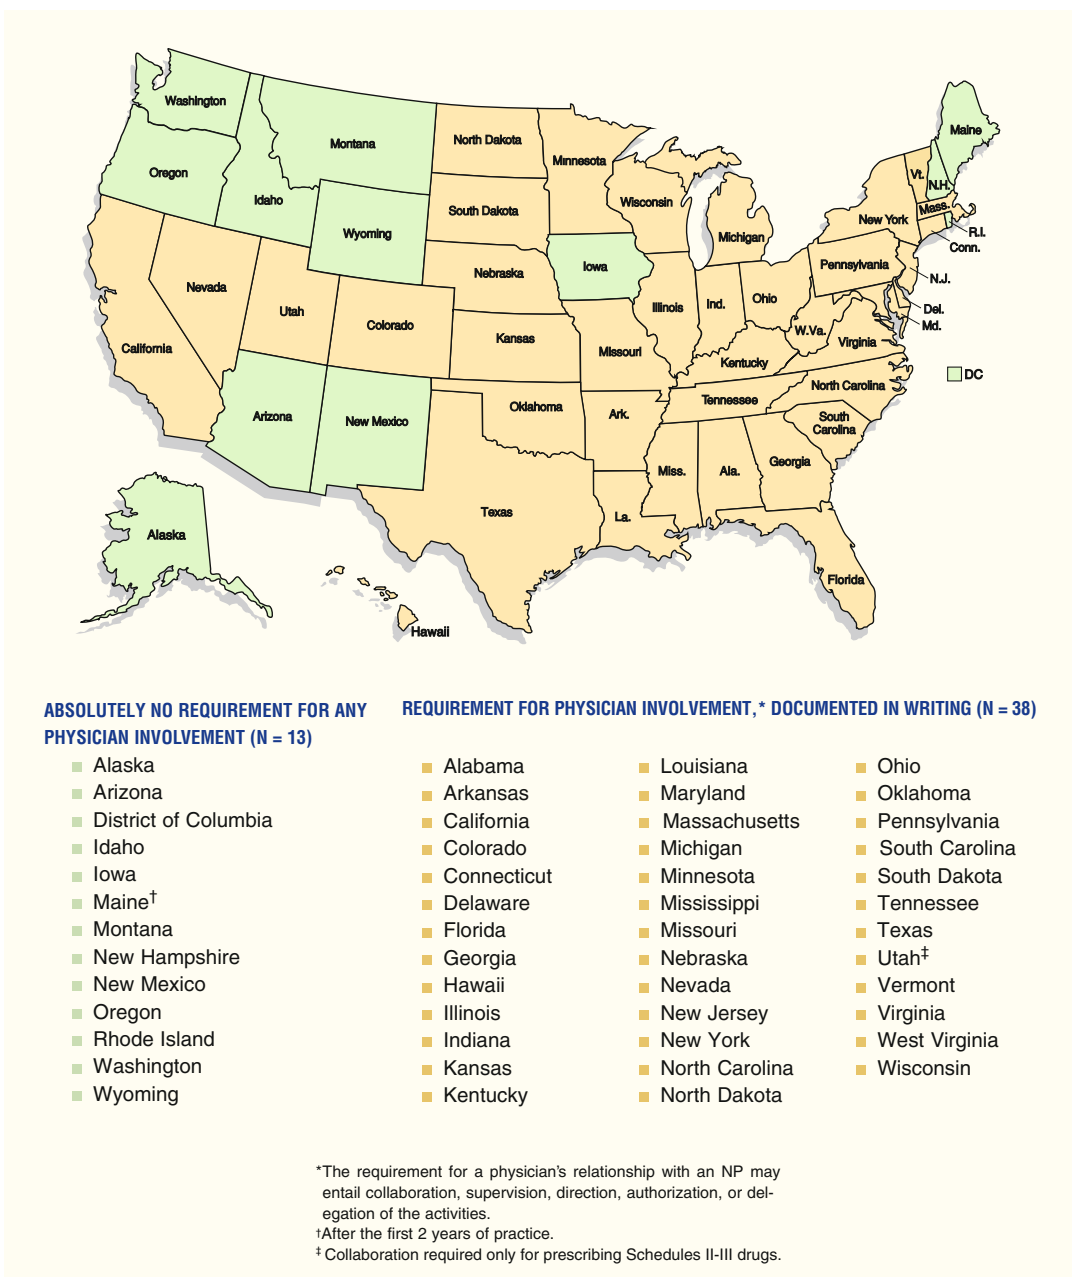 Washington
Maine
Montana
North Dakota
Minnesota
Oregon
Vt.
N.H.
Idaho
Wisconsin
South Dakota
Mass.
New York
R.I.
Wyoming
Michigan
Conn.
Iowa
Pennsylvania
Nebraska
N.J.
Nevada
Illinois
Ind.
Ohio
Utah
Del.
Colorado
Md.
W.Va.
Kansas
Virginia
California
Missouri
Kentucky
DC
North Carolina
Tennessee
Oklahoma
Ark.
Arizona
New Mexico
South
Carolina
Georgia
Miss.
Ala.
Texas
La.
Alaska
Florida
Hawaii
ABSOLUTELY NO REQUIREMENT FOR ANY
PHYSICIAN INVOLVEMENT (N = 13)
Alaska
Arizona
District of Columbia
Idaho
Iowa
Maine†
Montana
New Hampshire
New Mexico
Oregon
Rhode Island
Washington
Wyoming
REQUIREMENT FOR PHYSICIAN INVOLVEMENT,* DOCUMENTED IN WRITING (N = 38)
Alabama
Arkansas
California
Colorado
Connecticut
Delaware
Florida
Georgia
Hawaii
Illinois
Indiana
Kansas
Kentucky
Louisiana
Maryland
Massachusetts
Michigan
Minnesota
Mississippi
Missouri
Nebraska
Nevada
New Jersey
New York
North Carolina
North Dakota
Ohio
Oklahoma
Pennsylvania
South Carolina
South Dakota
Tennessee
Texas
Utah‡
Vermont
Virginia
West Virginia
Wisconsin
*The requirement for a physician's relationship with an NP may
entail collaboration, supervision, direction, authorization, or del-
egation of the activities.
†After the first 2 years of practice.
‡ Collaboration required only for prescribing Schedules II-III drugs.